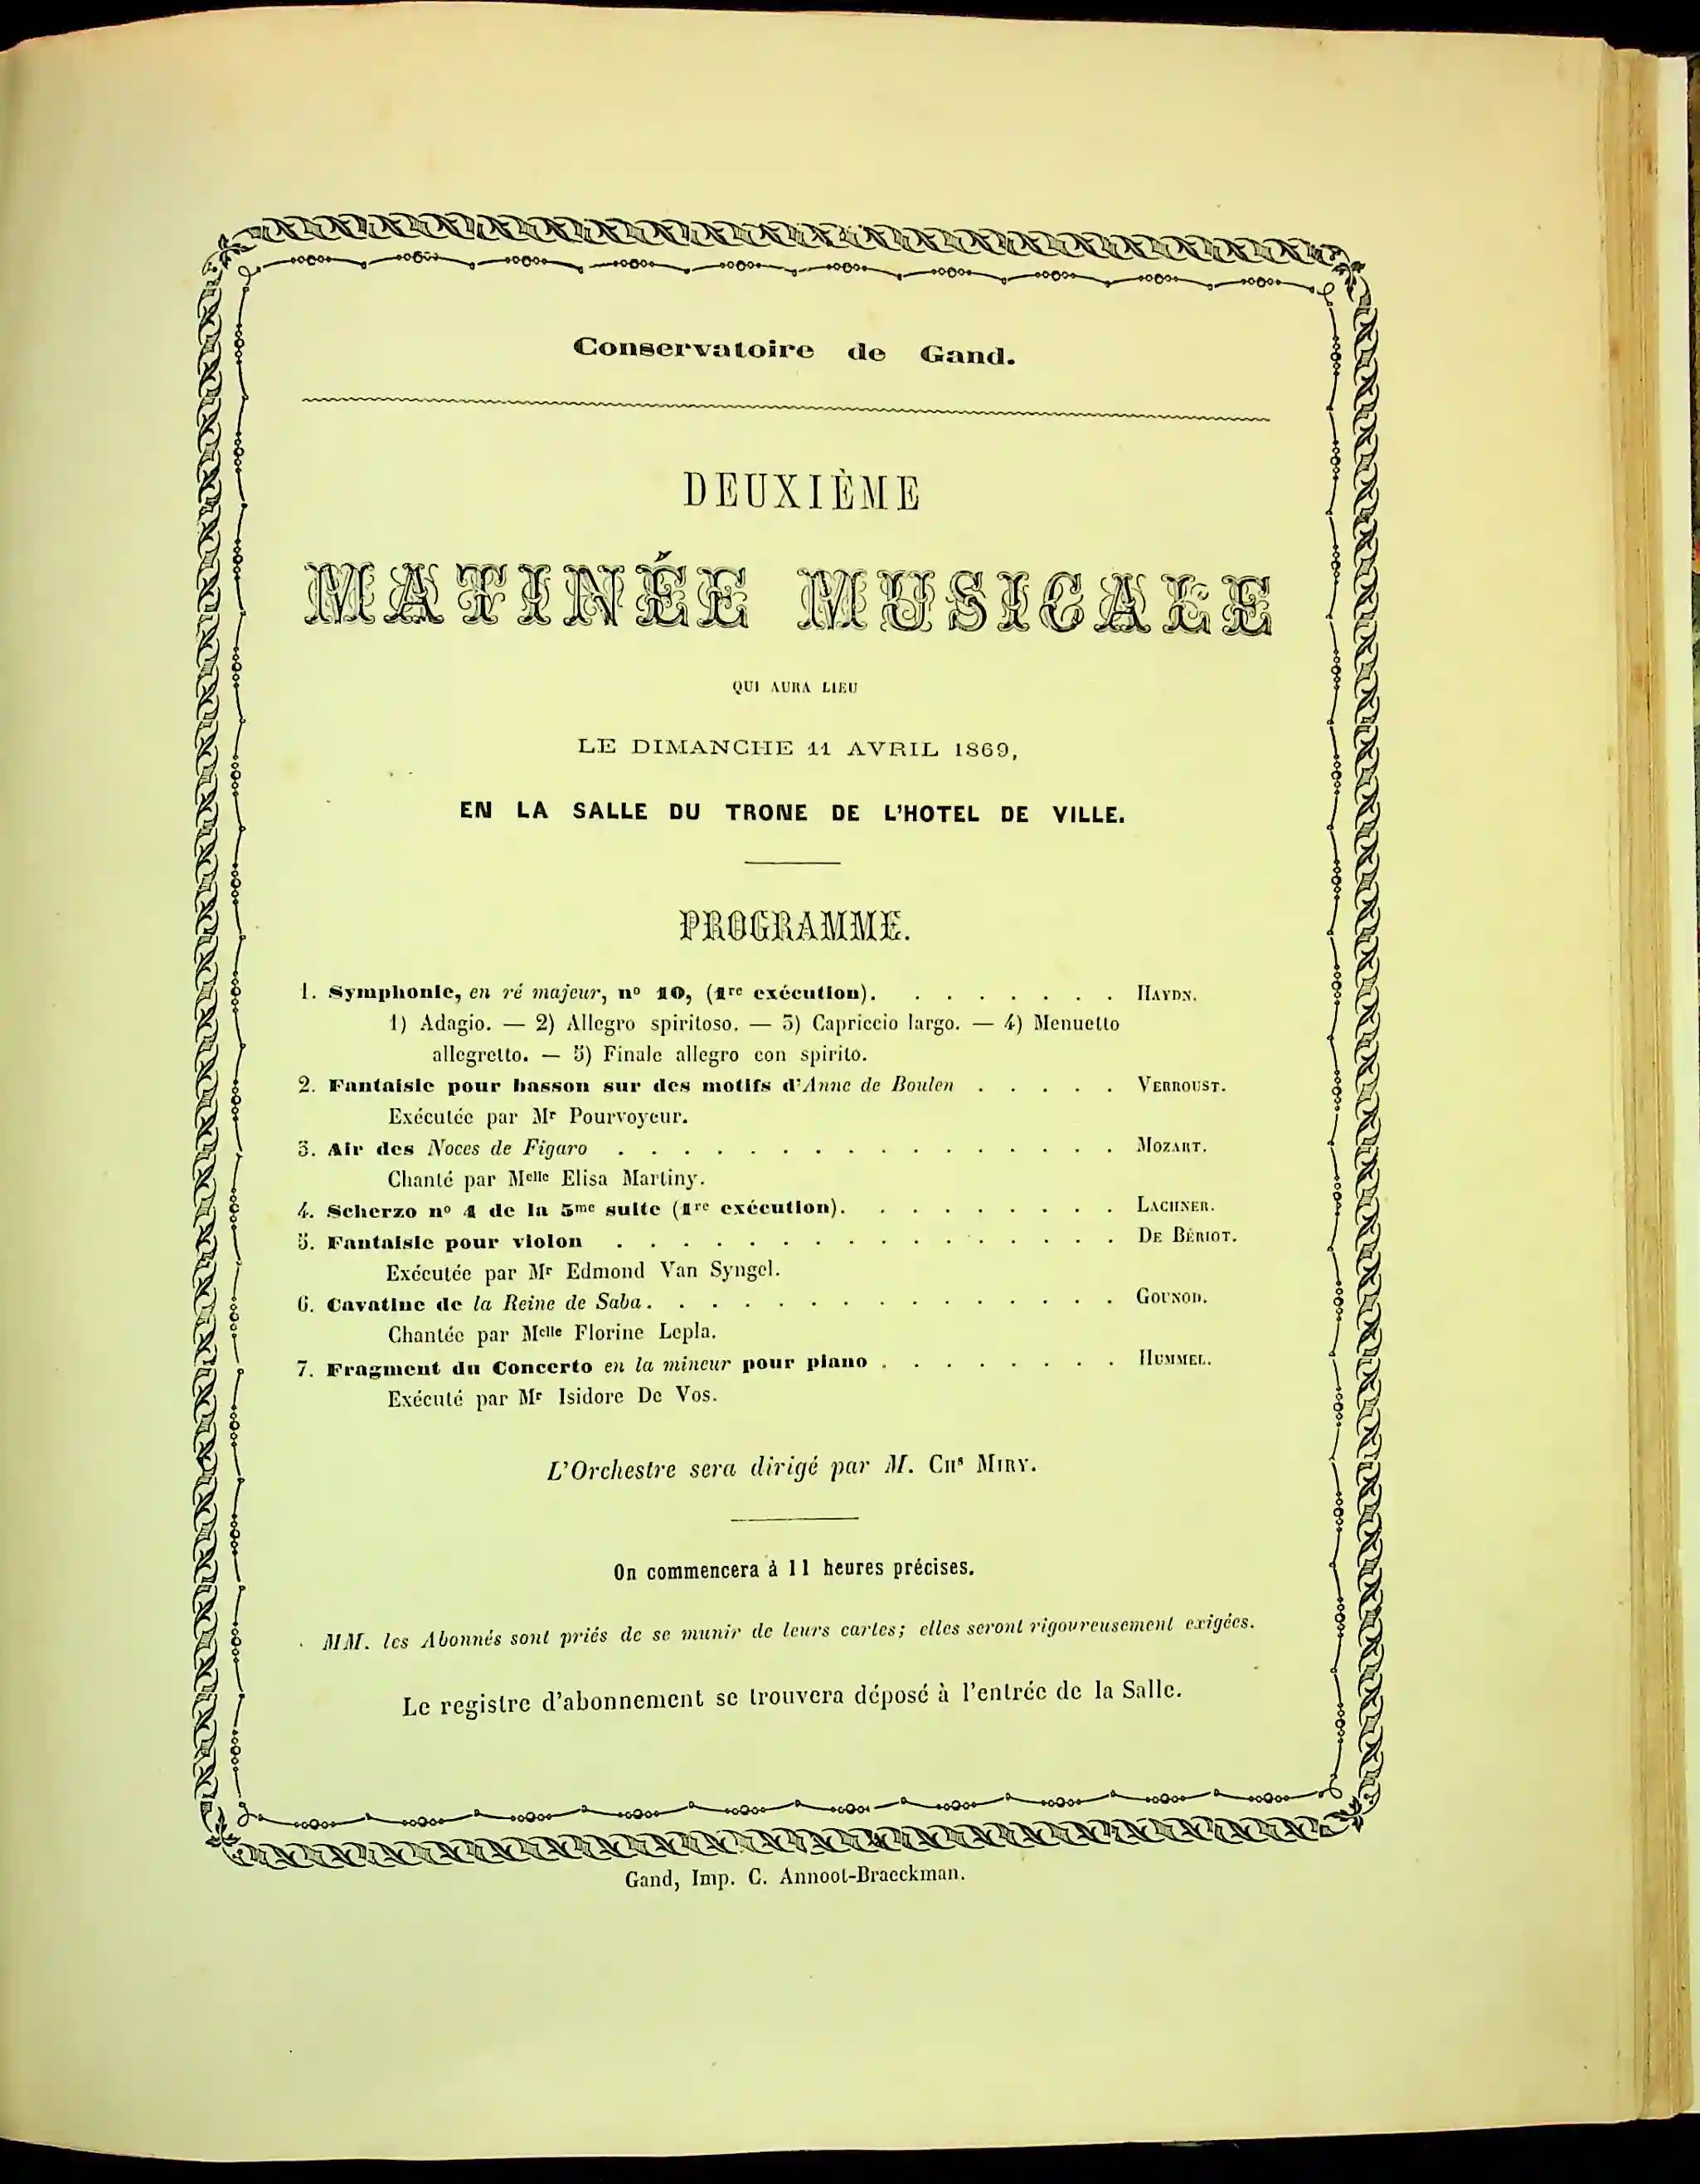 Conservatoire de Gand.
DEUXIÈME
MATINÉE MUSICALE
QUI AURA LIEU
LE DIMANCHE 11 AVRIL 1869,
EN LA SALLE DU TRONE DE L'HOTEL DE VILLE.
PROGRAMME.
1. Symphonie, en ré majeur, nº 10, (1re exécution). . . . . . . . HAYDN.
1) Adagio. — 2) Allegro spiritoso. — 3) Capriccio largo. — 4) Menuetto
allegretto. — 5) Finale allegro con spirito.
2. Fantaisie pour basson sur des motifs d'Anne de Boulen . . . . . VERROUST.
Exécutée par Mr Pourvoyeur.
3. Air des Noces de Figaro . . . . . . . . . . . . . . . . MOZART.
Chanté par Melle Elisa Martiny.
4. Scherzo nº 4 de la 5me suite (1re exécution). . . . . . . . . LACHNER.
5. Fantaisie pour violon . . . . . . . . . . . . . . . . DE BÉRIOT.
Exécutée par Mr Edmond Van Syngel.
6. Cavatine de la Reine de Saba . . . . . . . . . . . . . . . GOUNOD.
Chantée par Melle Florine Lepla.
7. Fragment du Concerto en la mineur pour piano . . . . . . . . HUMMEL.
Exécuté par Mr Isidore De Vos.
L'Orchestre sera dirigé par M. CHs MIRY.
On commencera à 11 heures précises.
MM. les Abonnés sont priés de se munir de leurs cartes; elles seront rigoureusement exigées.
Le registre d'abonnement se trouvera déposé à l'entrée de la Salle.
Gand, Imp. C. Annoot-Braeckman.